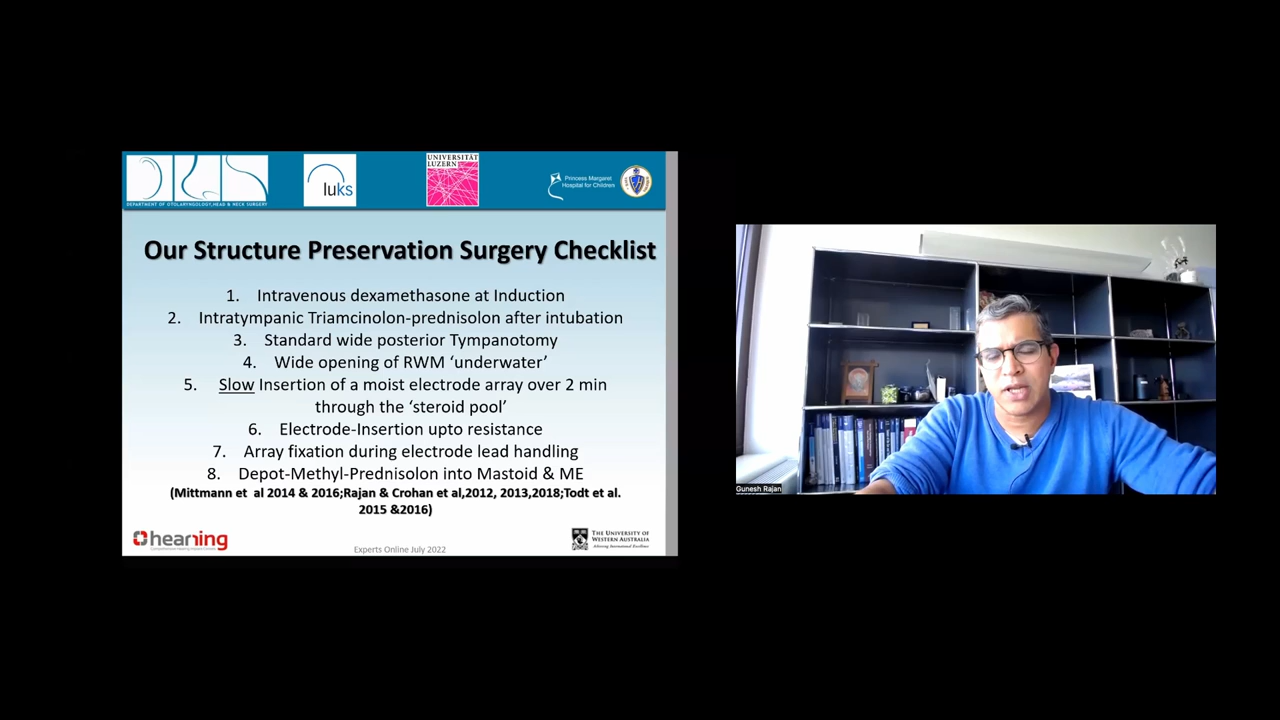 DEPARTMENT OF OTOLARYNGOLOGY, HEAD & NECK SURGERY
luks
UNIVERSITÄT
LUZERN
Princess Margaret
Hospital for Children
Our Structure Preservation Surgery Checklist
1. Intravenous dexamethasone at Induction
2. Intratympanic Triamcinolon-prednisolon after intubation
3. Standard wide posterior Tympanotomy
4. Wide opening of RWM ‘underwater’
5. Slow Insertion of a moist electrode array over 2 min
through the ‘steroid pool’
6. Electrode-Insertion upto resistance
7. Array fixation during electrode lead handling
8. Depot-Methyl-Prednisolon into Mastoid & ME
(Mittmann et al 2014 & 2016;Rajan & Crohan et al,2012, 2013,2018;Todt et al.
2015 &2016)
hearring
Experts Online July 2022
THE UNIVERSITY OF
WESTERN AUSTRALIA
Achieving International Excellence
Gunesh Rajan